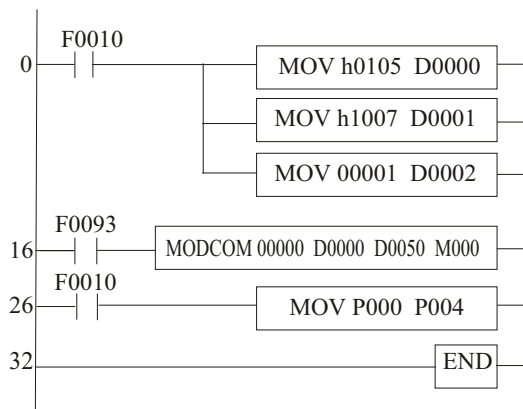 F0010
0
MOV h0105 D0000
MOV h1007 D0001
MOV 00001 D0002
F0093
16
MODCOM 00000 D0000 D0050 M000
F0010
26
MOV P000 P004
32
END